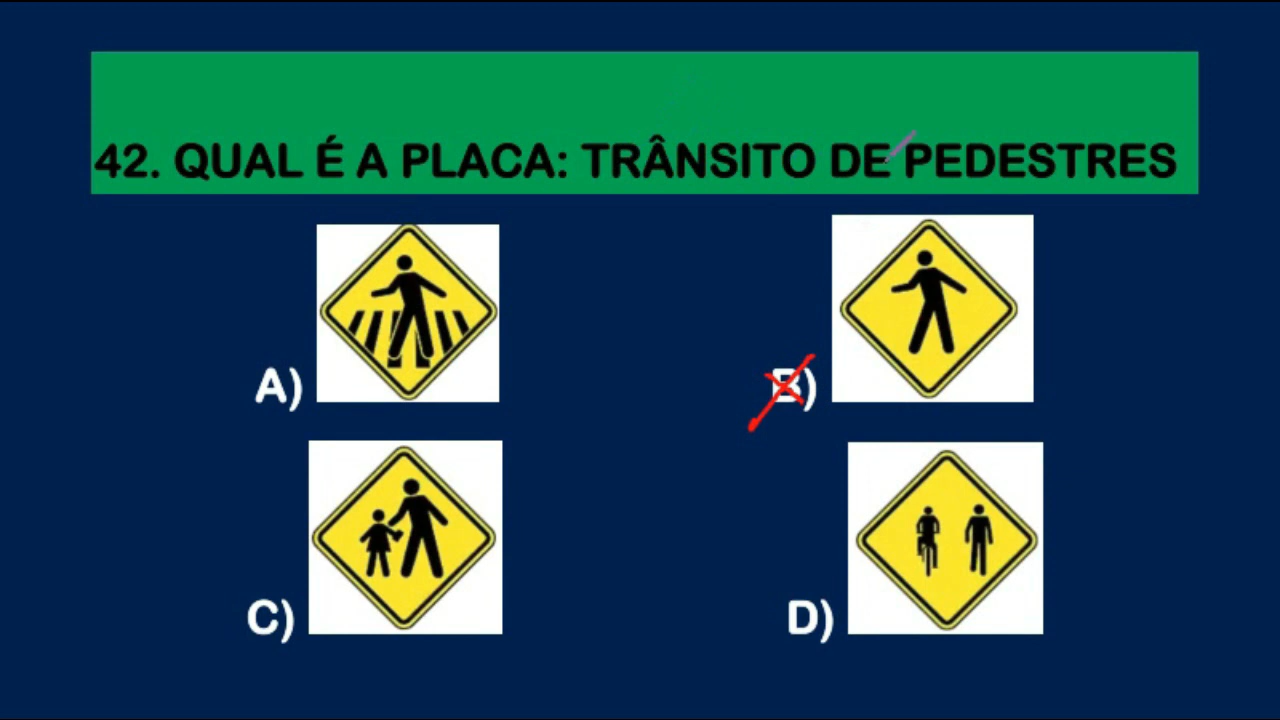 42. QUAL É A PLACA: TRÂNSITO DE PEDESTRES
A)
B)
C)
D)